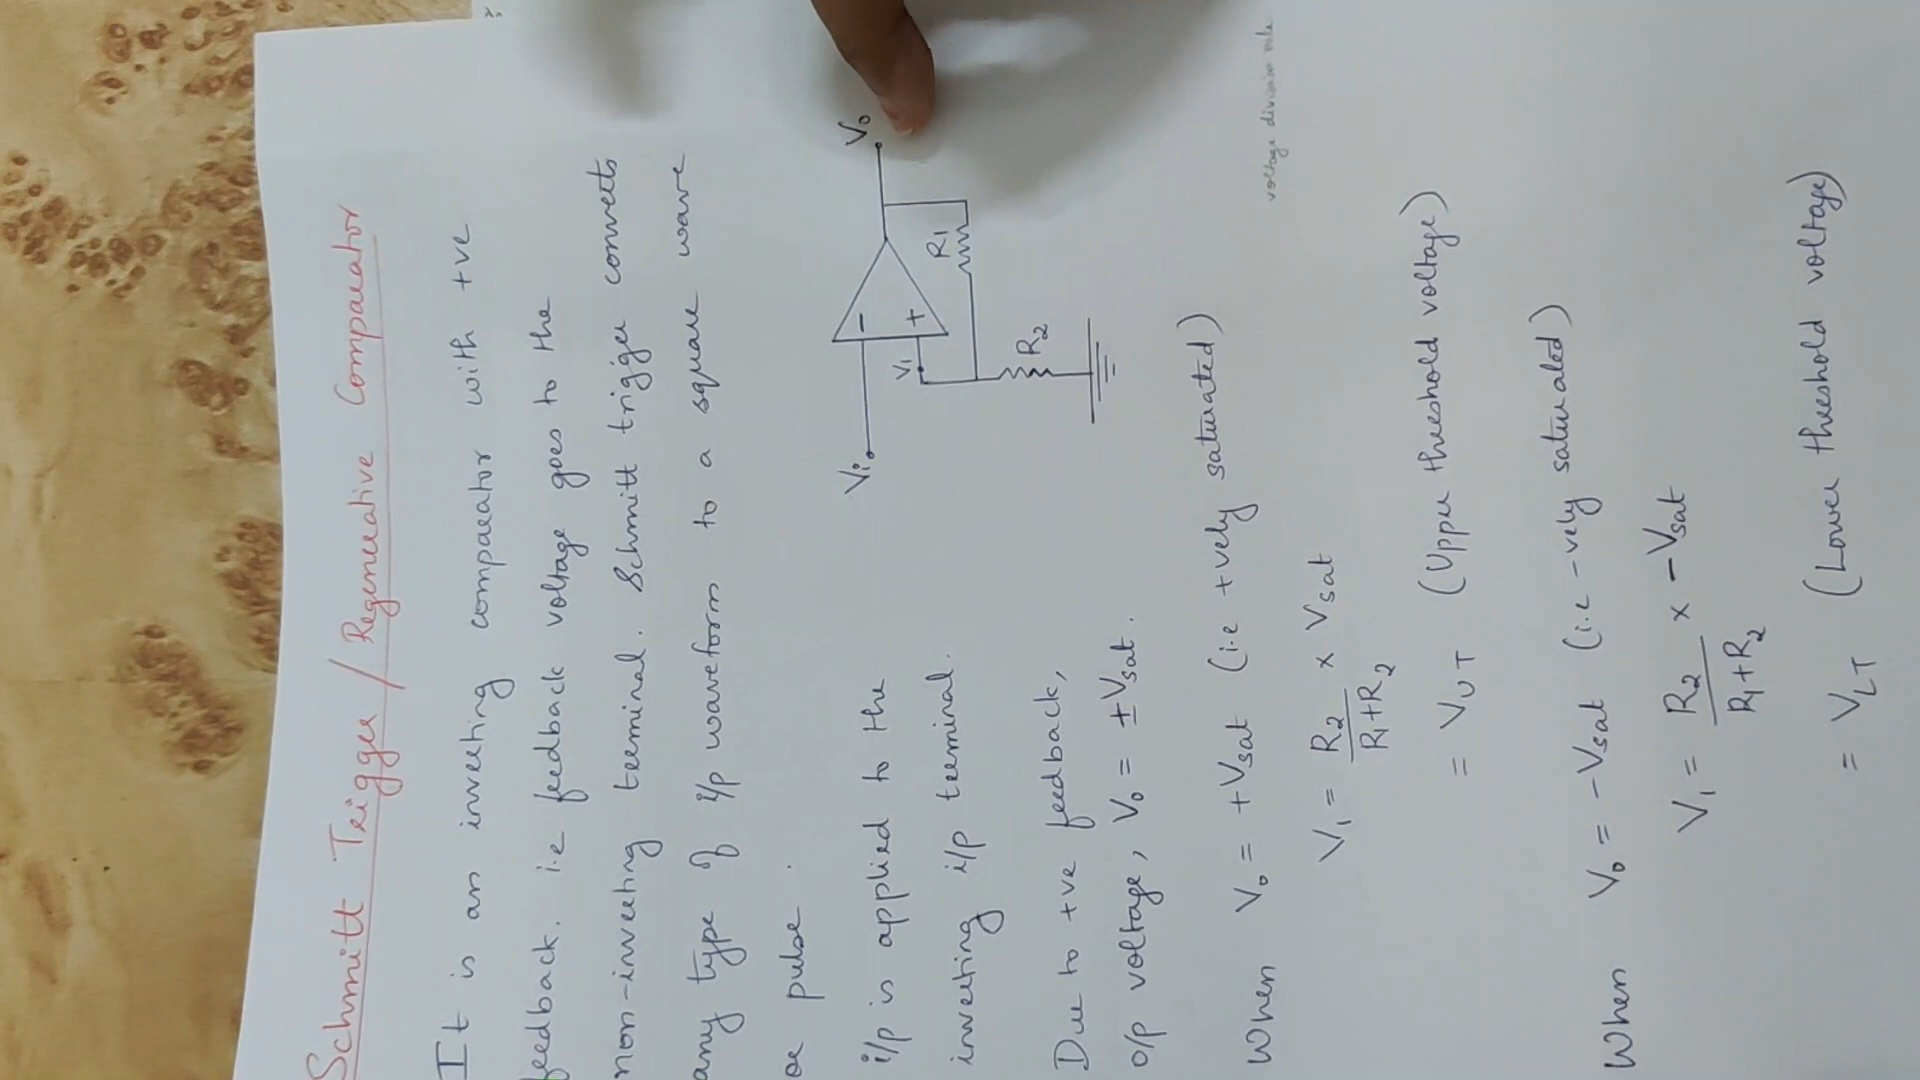 Schmitt Trigger / Regenerative Comparator
It is an inverting comparator with +ve
feedback. i.e feedback voltage goes to the
non-inverting terminal. Schmitt trigger converts
any type of i/p waveform to a square wave
or pulse.
i/p is applied to the
inverting i/p terminal.
Due to +ve feedback,
o/p voltage, V₀ = ±Vsat.
Vi
V₀
−
+
V₁
R₁
R₂
When V₀ = +Vsat (i.e +vely saturated)
voltage division rule
V₁ = R₂/(R₁+R₂) × Vsat
= VUT (Upper threshold voltage)
When V₀ = −Vsat (i.e −vely saturated)
V₁ = R₂/(R₁+R₂) × −Vsat
= VLT (Lower threshold voltage)